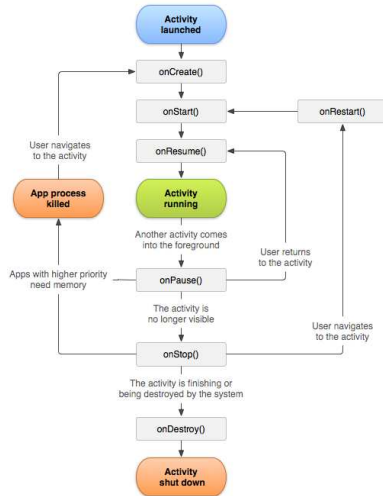 Activity
launched
onCreate()
onStart()
onRestart()
User navigates
to the activity
onResume()
App process
killed
Activity
running
Another activity comes
into the foreground
User returns
to the activity
Apps with higher priority
need memory
onPause()
The activity is
no longer visible
User navigates
to the activity
onStop()
The activity is finishing or
being destroyed by the system
onDestroy()
Activity
shut down